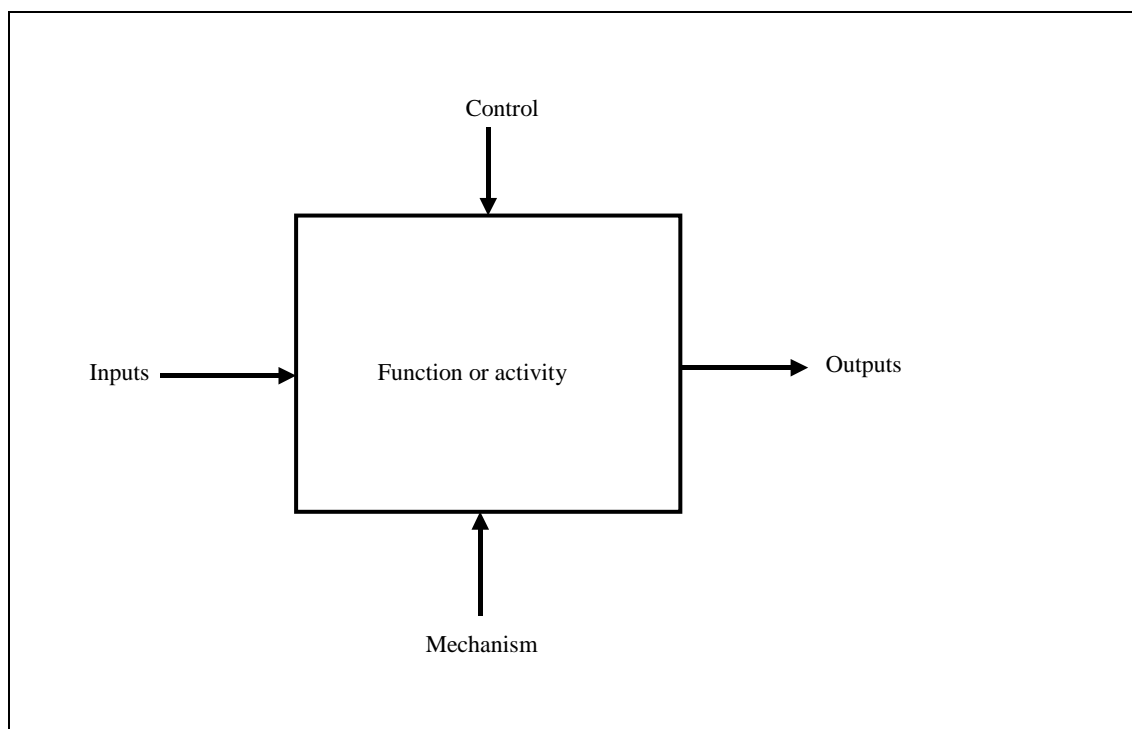 Control
Inputs
Function or activity
Outputs
Mechanism